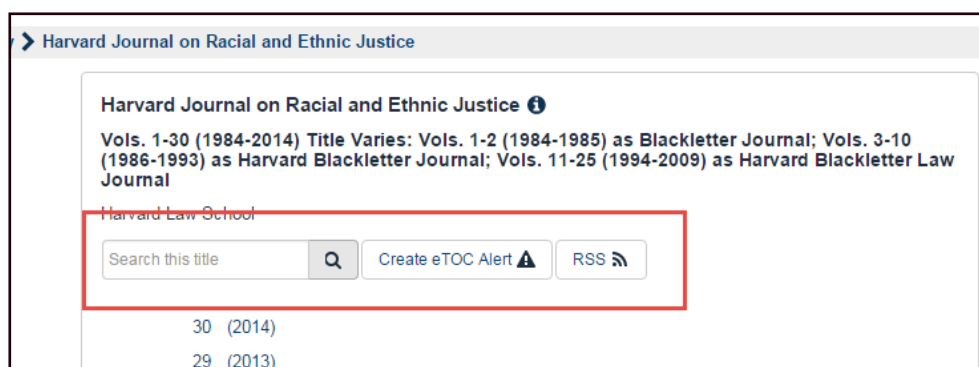 Harvard Journal on Racial and Ethnic Justice
Harvard Journal on Racial and Ethnic Justice
Vols. 1-30 (1984-2014) Title Varies: Vols. 1-2 (1984-1985) as Blackletter Journal; Vols. 3-10
(1986-1993) as Harvard Blackletter Journal; Vols. 11-25 (1994-2009) as Harvard Blackletter Law
Journal
Harvard Law School
Search this title Create eTOC Alert RSS
30 (2014)
29 (2013)